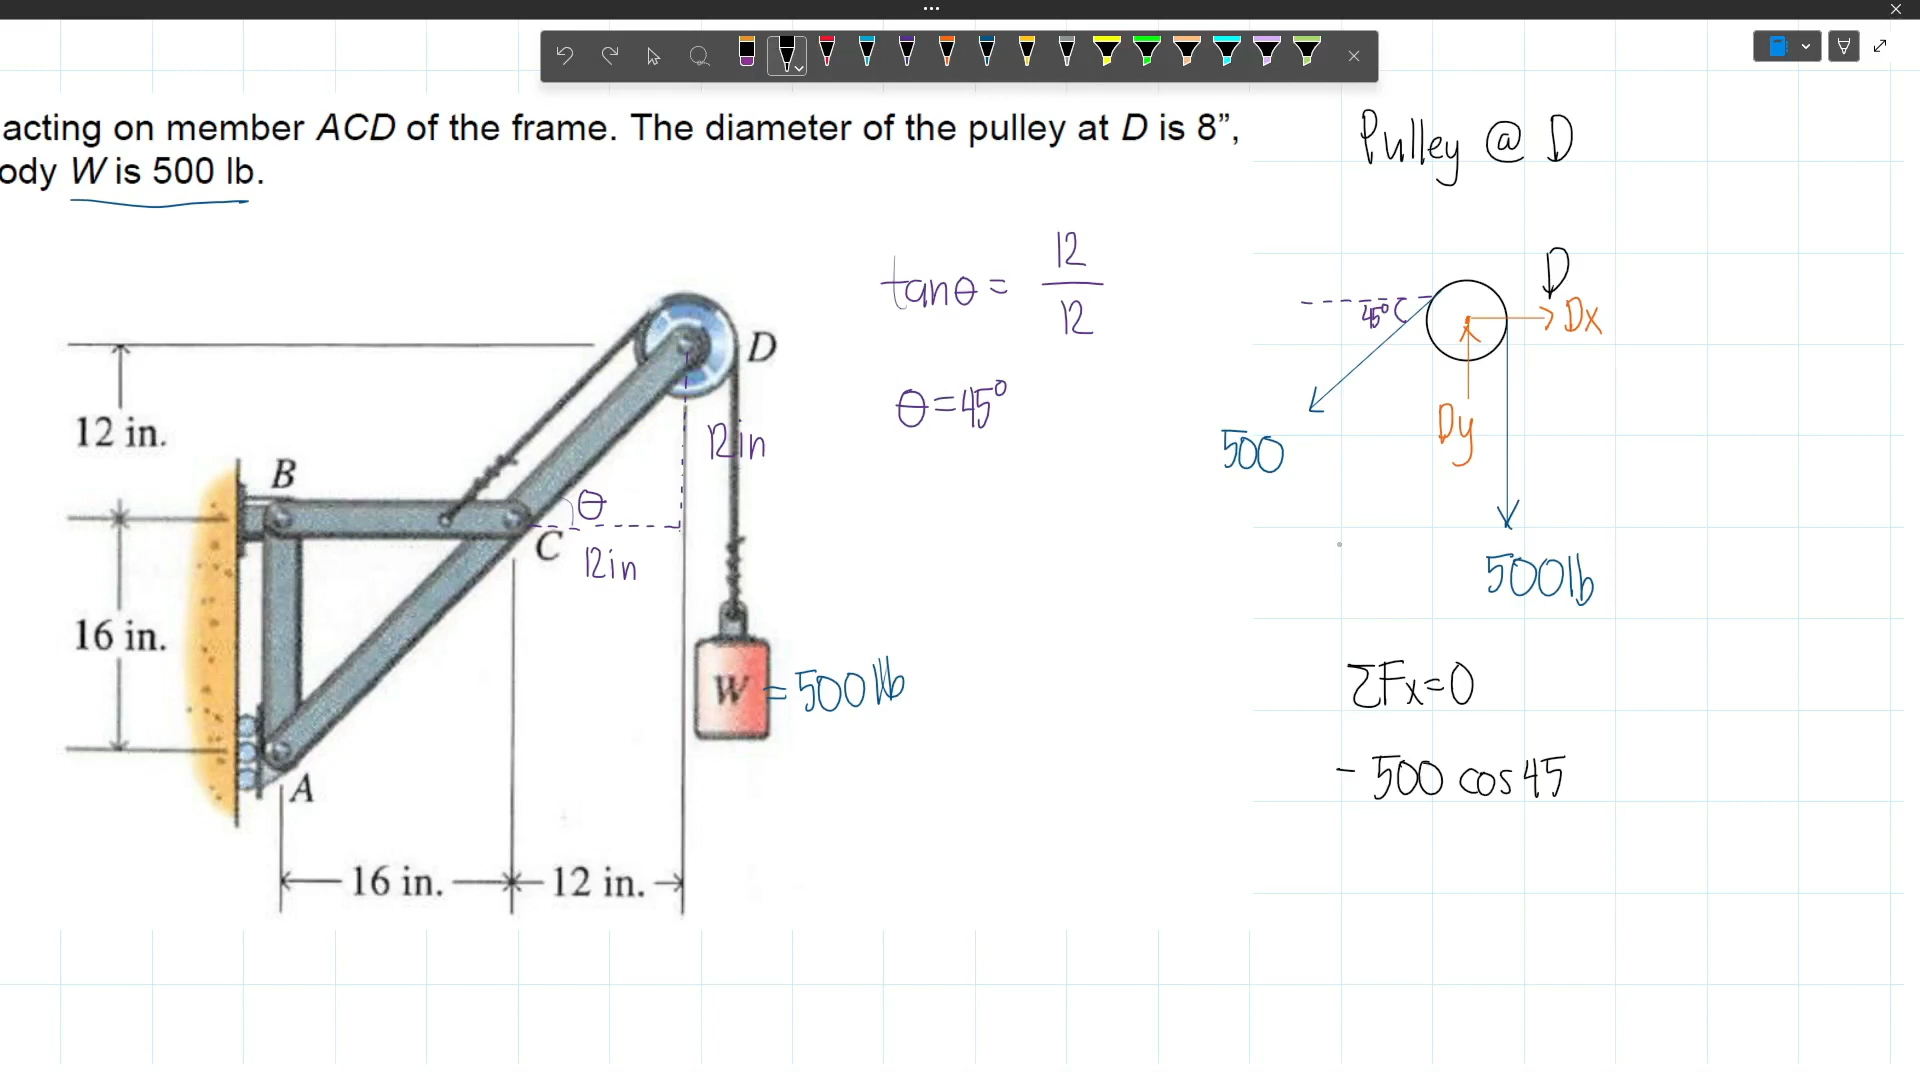 acting on member ACD of the frame. The diameter of the pulley at D is 8”,
ody W is 500 lb.
Pulley @ D
tanθ = 12/12
θ = 45°
D
45°
Dx
Dy
500
500lb
D
12 in.
12in
B
θ
C
12in
16 in.
W = 500 lb
A
16 in.
12 in.
ΣFx=0
- 500 cos45